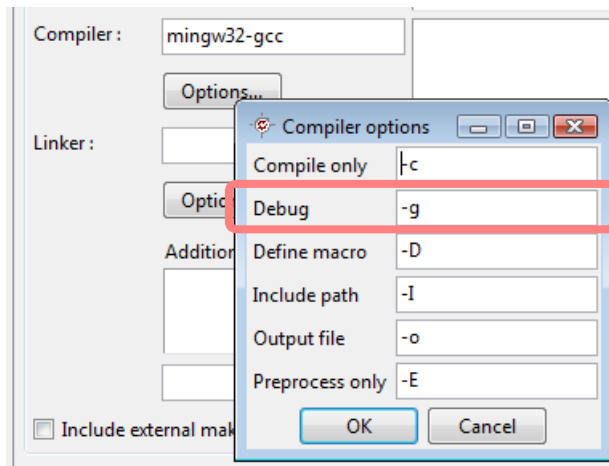 Compiler :
mingw32-gcc
Options...
Linker :
Compiler options
Compile only
-c
Debug
-g
Define macro
-D
Include path
-I
Output file
-o
Preprocess only
-E
OK
Cancel
Include external mak